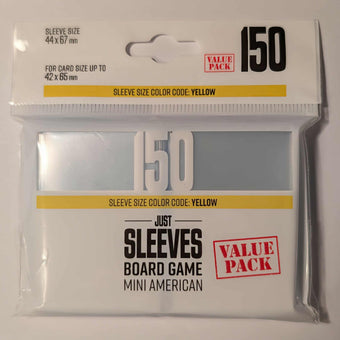 SLEEVE SIZE
44 x 67 mm
FOR CARD SIZE UP TO
42 x 65 mm
VALUE
PACK
150
SLEEVE SIZE COLOR CODE: YELLOW
150
SLEEVE SIZE COLOR CODE: YELLOW
JUST
SLEEVES
BOARD GAME
MINI AMERICAN
VALUE
PACK